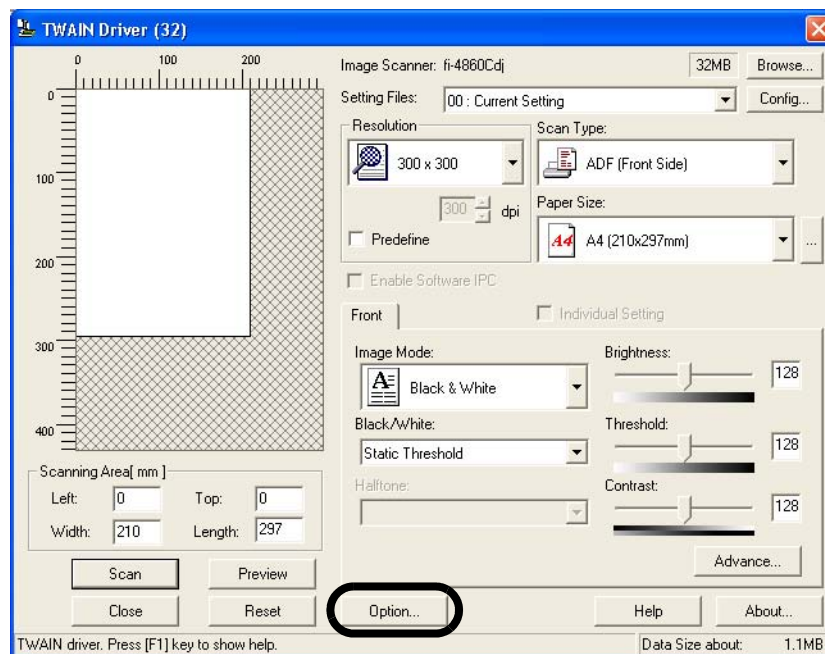 TWAIN Driver (32)
0 100 200
0
100
200
300
400
Image Scanner: fi-4860Cdj 32MB Browse...
Setting Files: 00 : Current Setting Config...
Resolution
300 x 300
300 dpi
Predefine
Scan Type:
ADF (Front Side)
Paper Size:
A4 A4 (210x297mm) ...
Enable Software IPC
Front Individual Setting
Image Mode:
A Black & White
Black/White:
Static Threshold
Halftone:
Brightness:
128
Threshold:
128
Contrast:
128
Advance...
Scanning Area[ mm ]
Left: 0 Top: 0
Width: 210 Length: 297
Scan Preview
Close Reset Option... Help About...
TWAIN driver. Press [F1] key to show help. Data Size about: 1.1MB